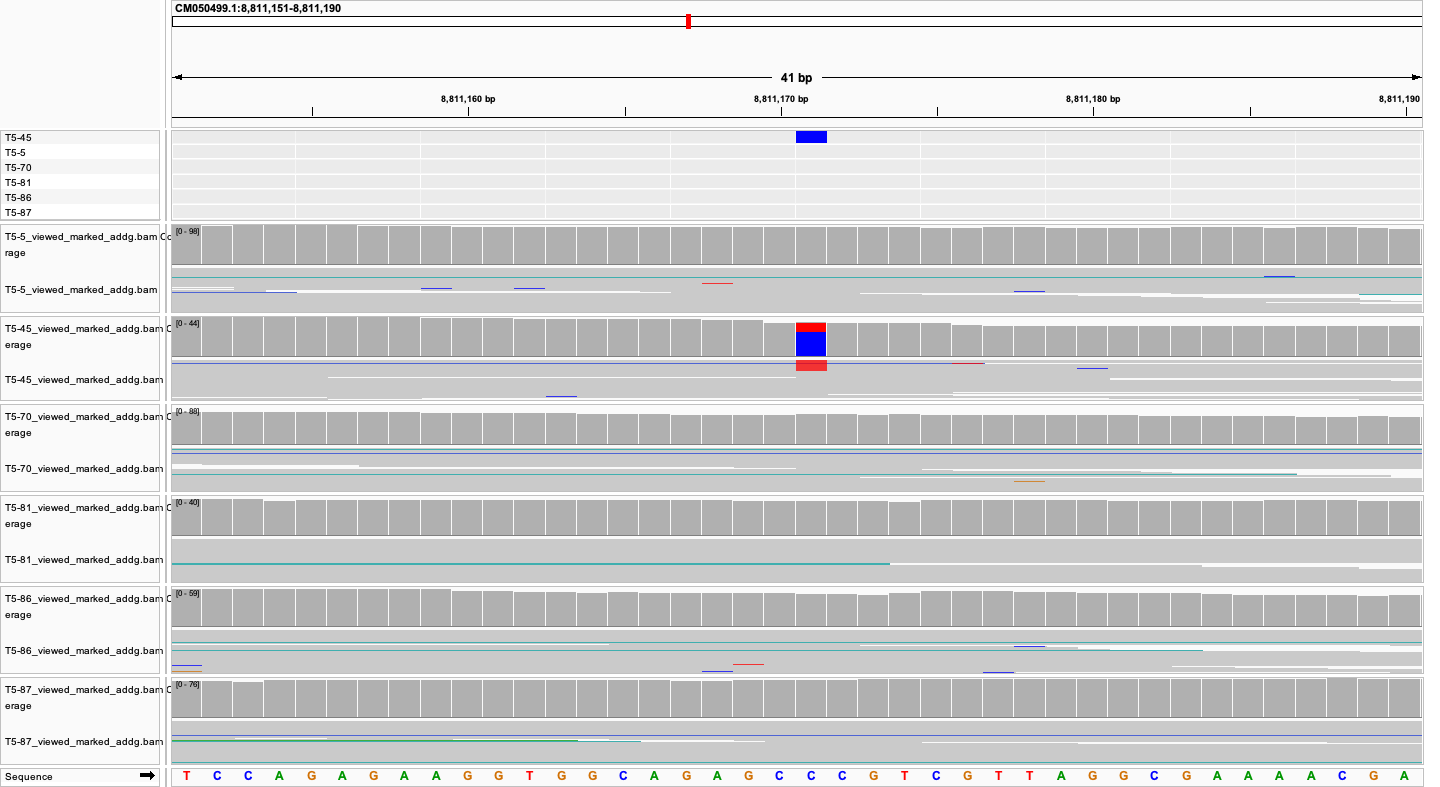 CM050499.1:8,811,151-8,811,190
41 bp
8,811,160 bp 8,811,170 bp 8,811,180 bp 8,811,190
T5-45
T5-5
T5-70
T5-81
T5-86
T5-87
T5-5_viewed_marked_addg.bam Co
rage
[0 - 98]
T5-5_viewed_marked_addg.bam
T5-45_viewed_marked_addg.bam C
erage
[0 - 44]
T5-45_viewed_marked_addg.bam
T5-70_viewed_marked_addg.bam C
erage
[0 - 88]
T5-70_viewed_marked_addg.bam
T5-81_viewed_marked_addg.bam C
erage
[0 - 40]
T5-81_viewed_marked_addg.bam
T5-86_viewed_marked_addg.bam C
erage
[0 - 59]
T5-86_viewed_marked_addg.bam
T5-87_viewed_marked_addg.bam C
erage
[0 - 76]
T5-87_viewed_marked_addg.bam
Sequence T C C A G A G A A G G T G G C A G A G C C C G T C G T T A G G C G A A A A C G A